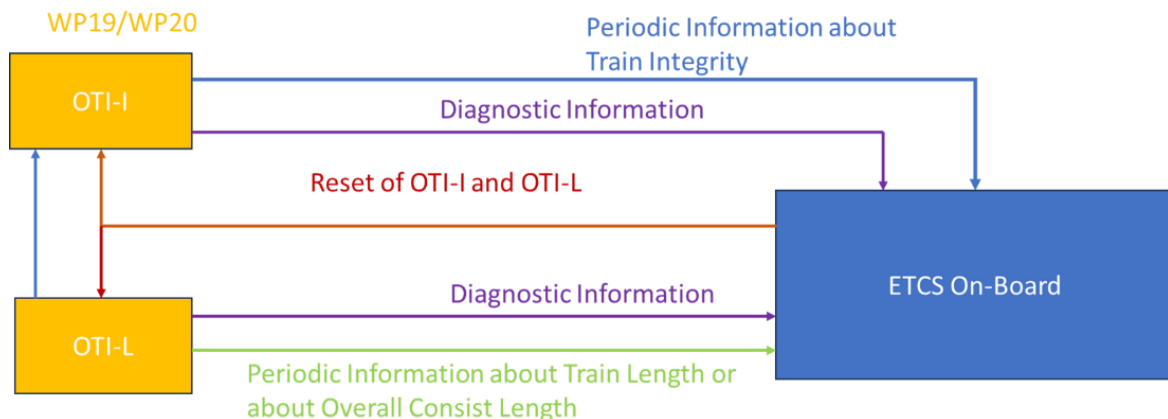 WP19/WP20
Periodic Information about
Train Integrity
OTI-I
Diagnostic Information
Reset of OTI-I and OTI-L
ETCS On-Board
Diagnostic Information
OTI-L
Periodic Information about Train Length or
about Overall Consist Length